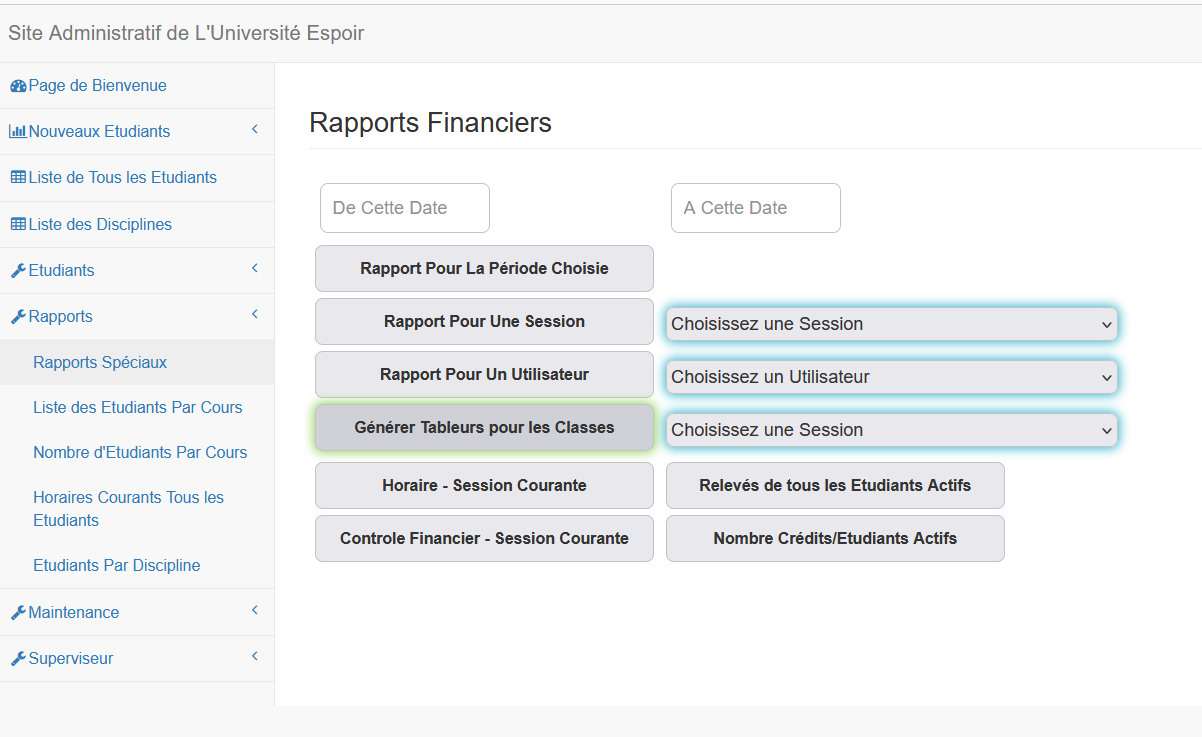 Site Administratif de L'Université Espoir
Page de Bienvenue
Nouveaux Etudiants
Liste de Tous les Etudiants
Liste des Disciplines
Etudiants
Rapports
Rapports Spéciaux
Liste des Etudiants Par Cours
Nombre d'Etudiants Par Cours
Horaires Courants Tous les
Etudiants
Etudiants Par Discipline
Maintenance
Superviseur
Rapports Financiers
De Cette Date
A Cette Date
Rapport Pour La Période Choisie
Rapport Pour Une Session
Choisissez une Session
Rapport Pour Un Utilisateur
Choisissez un Utilisateur
Générer Tableurs pour les Classes
Choisissez une Session
Horaire - Session Courante
Relevés de tous les Etudiants Actifs
Controle Financier - Session Courante
Nombre Crédits/Etudiants Actifs